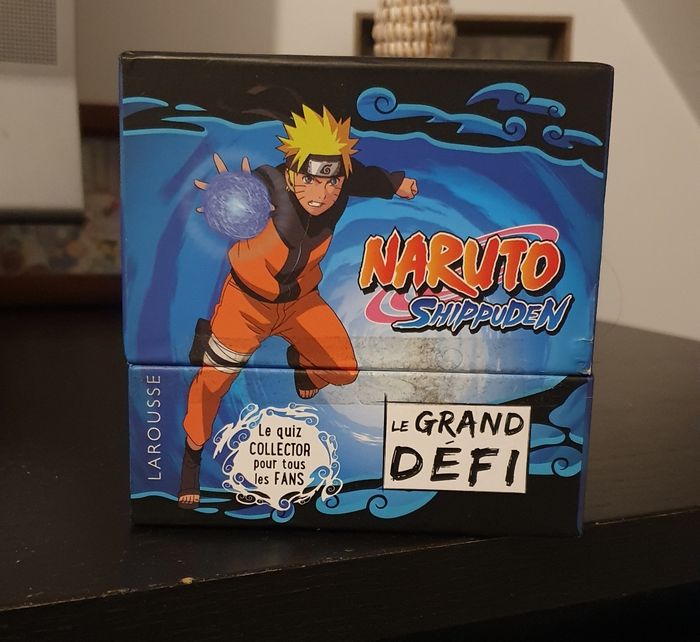 NARUTO
SHIPPUDEN
LAROUSSE
Le quiz
COLLECTOR
pour tous
les FANS
LE GRAND
DÉFI